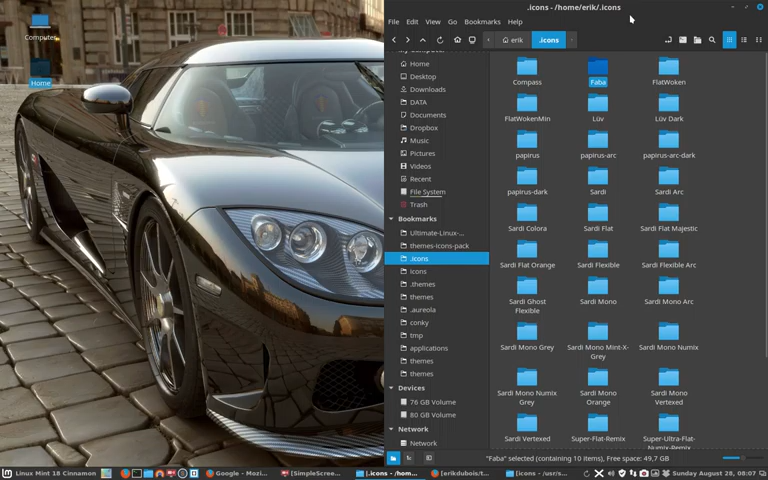 Computer
Home
.icons - /home/erik/.icons
File Edit View Go Bookmarks Help
erik
.icons
Home
Desktop
Downloads
DATA
Documents
Dropbox
Music
Pictures
Videos
Recent
File System
Trash
Bookmarks
Ultimate-Linux-...
themes-icons-pack
.icons
icons
.themes
themes
.aureola
conky
tmp
applications
themes
themes
Devices
76 GB Volume
80 GB Volume
Network
Network
Compass Faba FlatWoken
FlatWokenMin Lüv Lüv Dark
papirus papirus-arc papirus-arc-dark
papirus-dark Sardi Sardi Arc
Sardi Colora Sardi Flat Sardi Flat Majestic
Sardi Flat Orange Sardi Flexible Sardi Flexible Arc
Sardi Ghost Flexible Sardi Mono Sardi Mono Arc
Sardi Mono Grey Sardi Mono Mint-X-Grey Sardi Mono Numix
Sardi Mono Numix Grey Sardi Mono Orange Sardi Mono Vertexed
Sardi Vertexed Super-Flat-Remix Super-Ultra-Flat-Numix-Remix
"Faba" selected (containing 10 items), Free space: 49,7 GB
Linux Mint 18 Cinnamon
Google - Mozi...
[SimpleScree...
.icons - /hom...
[erikdubois/t...
[icons - /usr/s...
Sunday August 28, 08:07